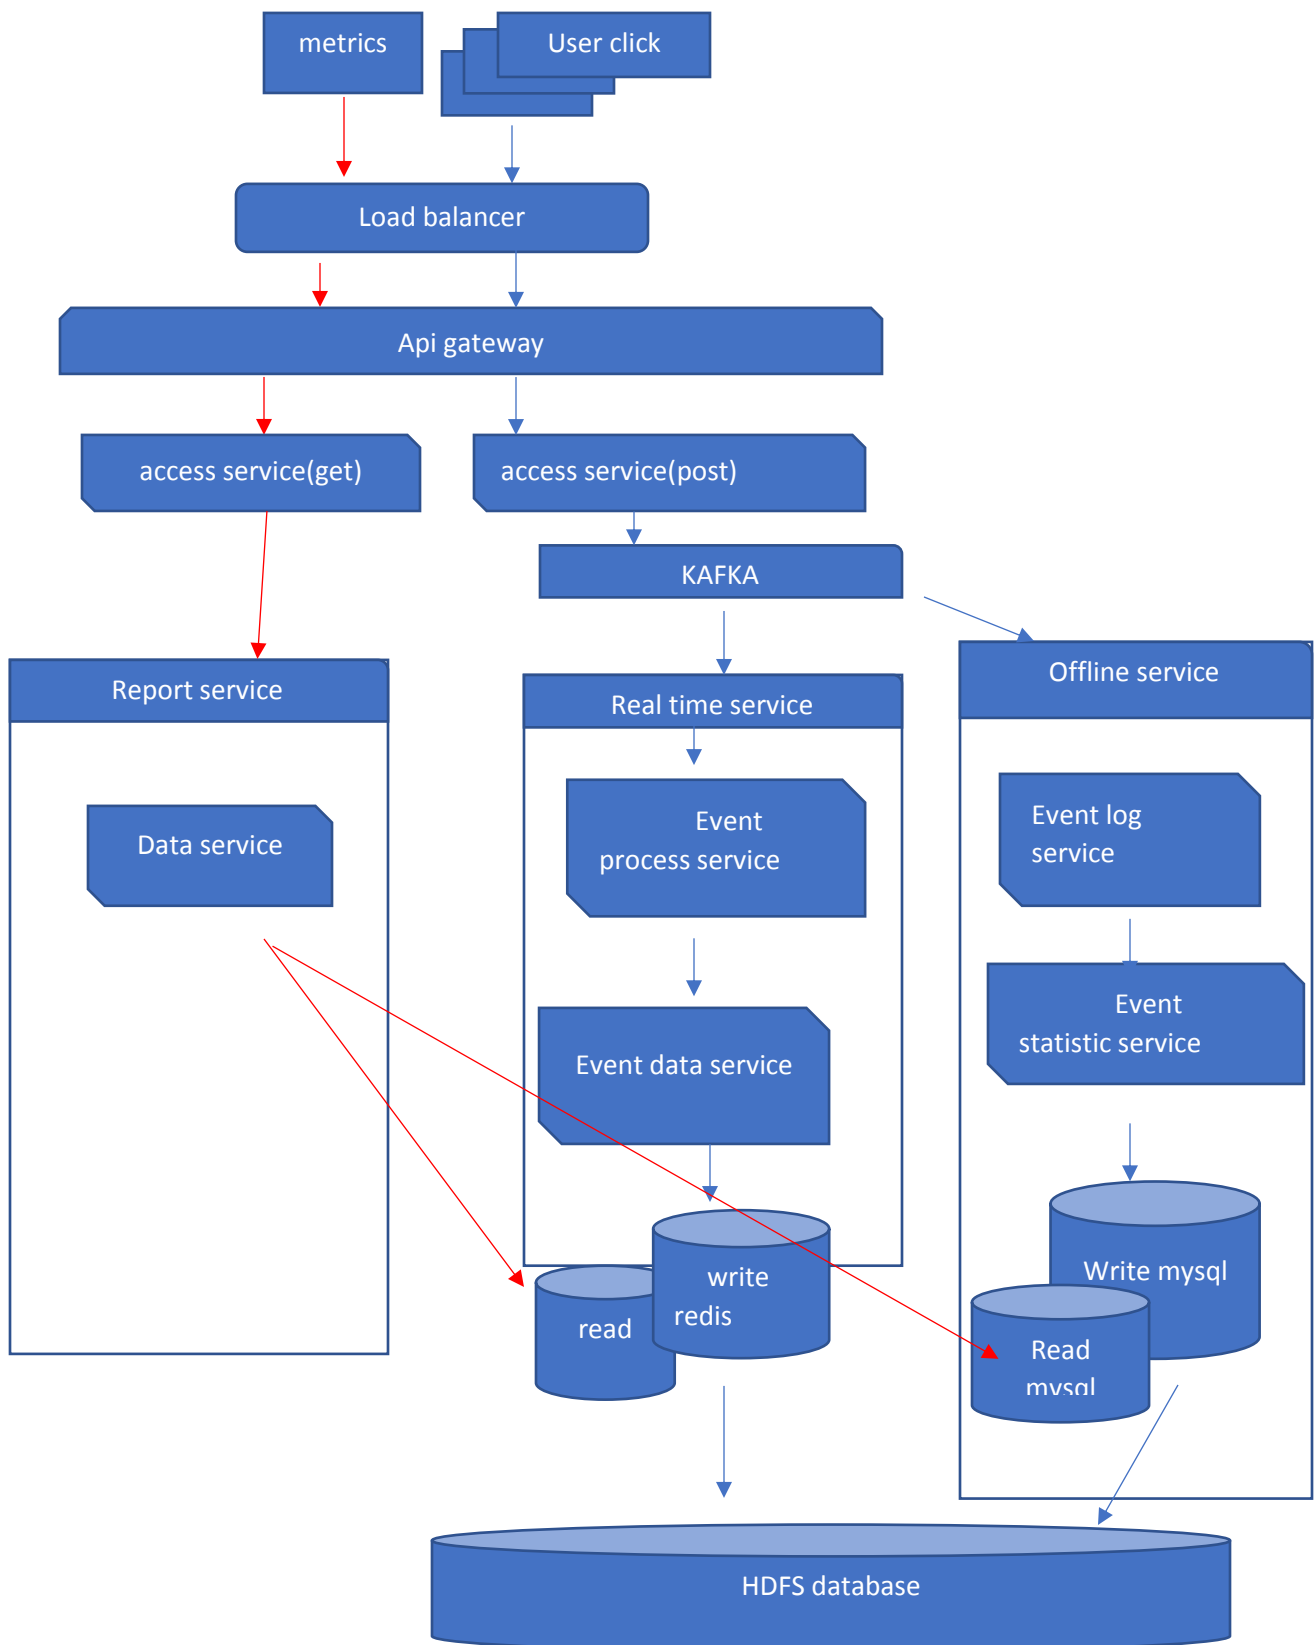 metrics
User click
Load balancer
Api gateway
access service(get)
access service(post)
KAFKA
Report service
Real time service
Offline service
Data service
Event
process service
Event log
service
Event data service
Event
statistic service
write
redis
read
Write mysql
Read
mysql
HDFS database